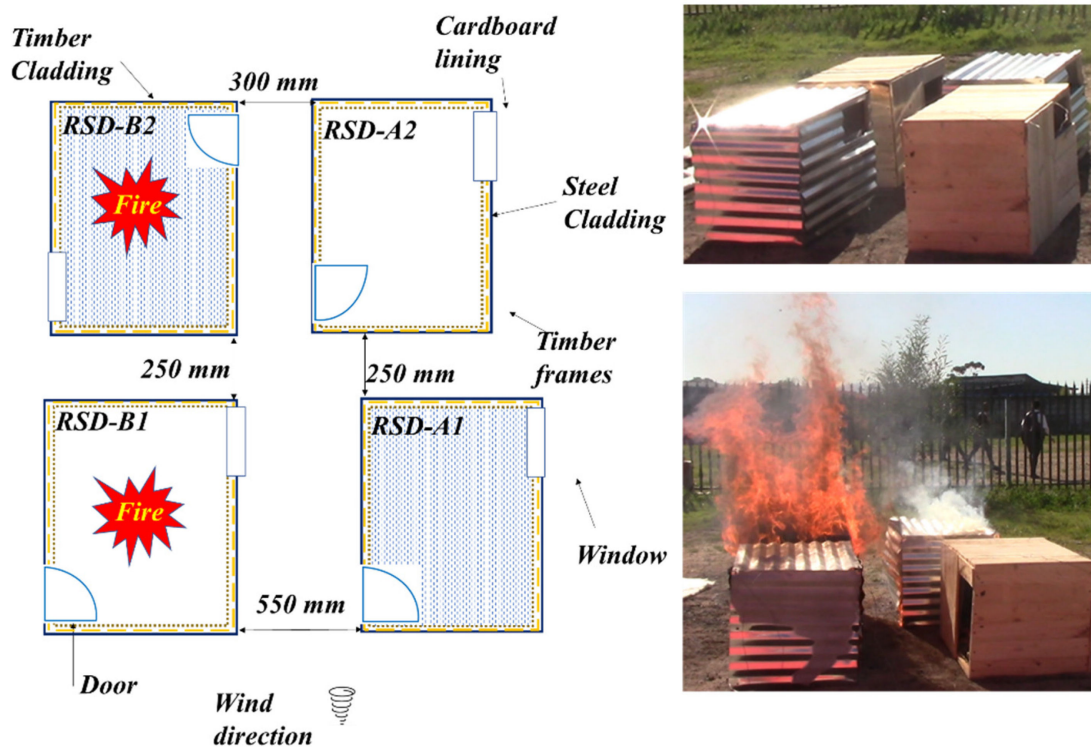 Timber
Cladding
300 mm
Cardboard
lining
RSD-B2
RSD-A2
Fire
Steel
Cladding
250 mm
250 mm
Timber
frames
RSD-B1
RSD-A1
Fire
Window
550 mm
Door
Wind
direction